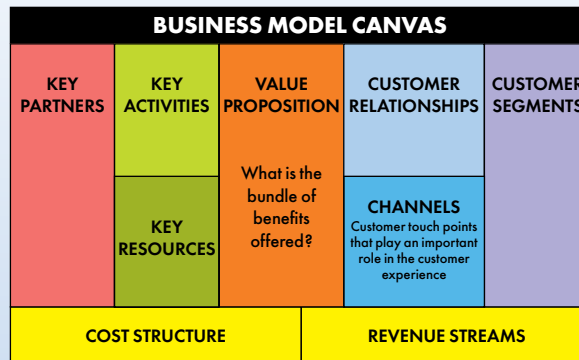 BUSINESS MODEL CANVAS
KEY
PARTNERS
KEY
ACTIVITIES
KEY
RESOURCES
VALUE
PROPOSITION
What is the
bundle of
benefits
offered?
CUSTOMER
RELATIONSHIPS
CHANNELS
Customer touch points
that play an important
role in the customer
experience
CUSTOMER
SEGMENTS
COST STRUCTURE
REVENUE STREAMS